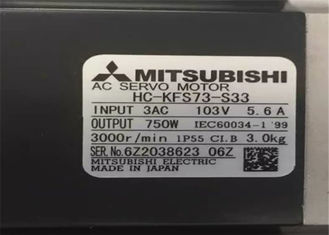 MITSUBISHI
AC SERVO MOTOR
HC-KFS73-S33
INPUT 3AC 103V 5.6A
OUTPUT 750W IEC60034-1 '99
3000r/min IP55 Cl.B 3.0kg
SER.No.6Z2038623 06Z
MITSUBISHI ELECTRIC
MADE IN JAPAN